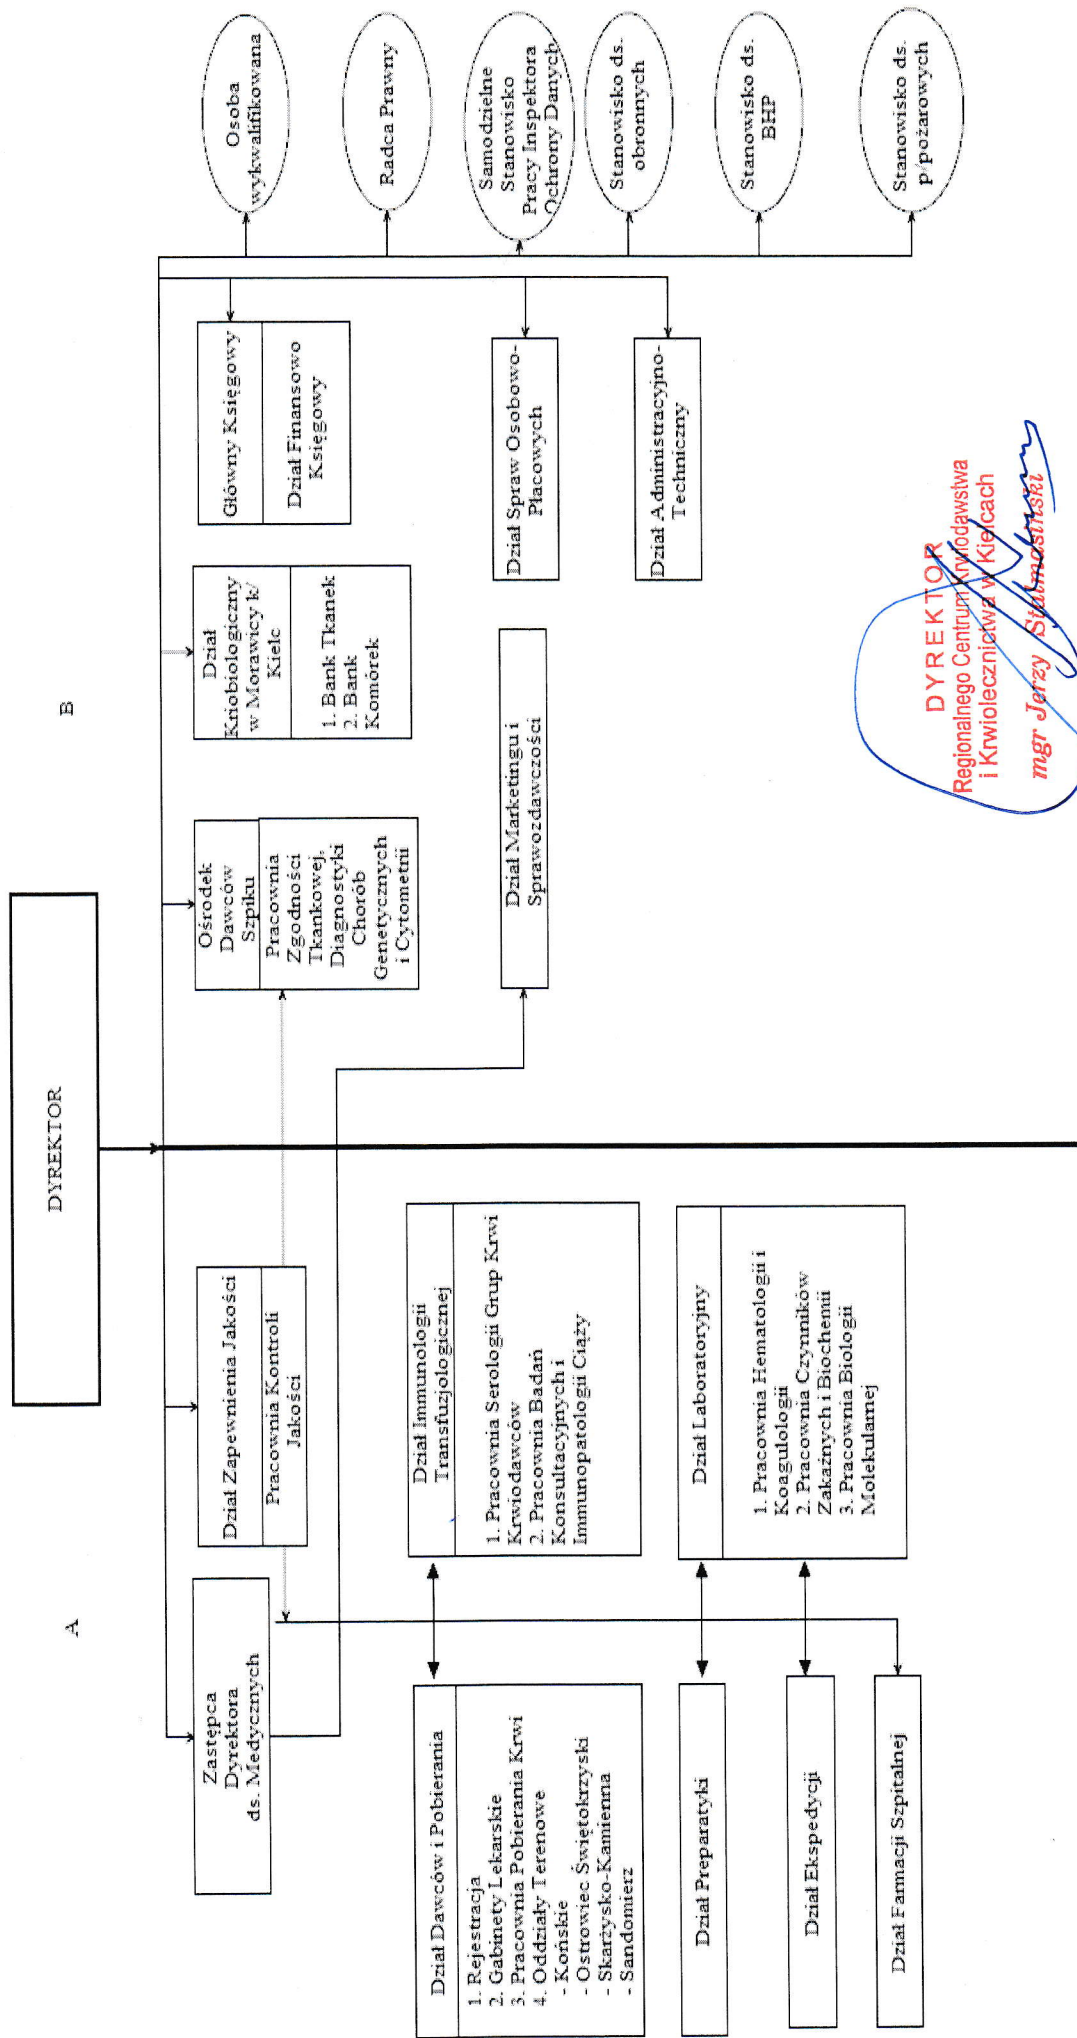 DYREKTOR
A
B
Zastępca
Dyrektora
ds. Medycznych
Dział Zapewnienia Jakości
Pracownia Kontroli
Jakości
Ośrodek
Dawców
Szpiku
Pracownia
Zgodności
Tkankowej,
Diagnostyki
Chorób
Genetycznych
i Cytometrii
Dział
Kriobiologiczny
w Morawicy k/
Kielc
1. Bank Tkanek
2. Bank
Komórek
Główny Księgowy
Dział Finansowo
Księgowy
Osoba
wykwalifikowana
Radca Prawny
Samodzielne
Stanowisko
Pracy Inspektora
Ochrony Danych
Stanowisko ds.
obronnych
Stanowisko ds.
BHP
Stanowisko ds.
p/pożarowych
Dział Dawców i Pobierania
1. Rejestracja
2. Gabinety Lekarskie
3. Pracownia Pobierania Krwi
4. Oddziały Terenowe
- Końskie
- Ostrowiec Świętokrzyski
- Skarżysko-Kamienna
- Sandomierz
Dział Immunologii
Transfuzjologicznej
1. Pracownia Serologii Grup Krwi
Krwiodawców
2. Pracownia Badań
Konsultacyjnych i
Immunopatologii Ciąży
Dział Marketingu i
Sprawozdawczości
Dział Spraw Osobowo-
Płacowych
Dział Administracyjno-
Techniczny
Dział Preparatyki
Dział Laboratoryjny
1. Pracownia Hematologii i
Koagulologii
2. Pracownia Czynników
Zakaźnych i Biochemii
3. Pracownia Biologii
Molekularnej
Dział Ekspedycji
Dział Farmacji Szpitalnej
DYREKTOR
Regionalnego Centrum Krwiodawstwa
i Krwiolecznictwa w Kielcach
mgr Jerzy Stalmasiński